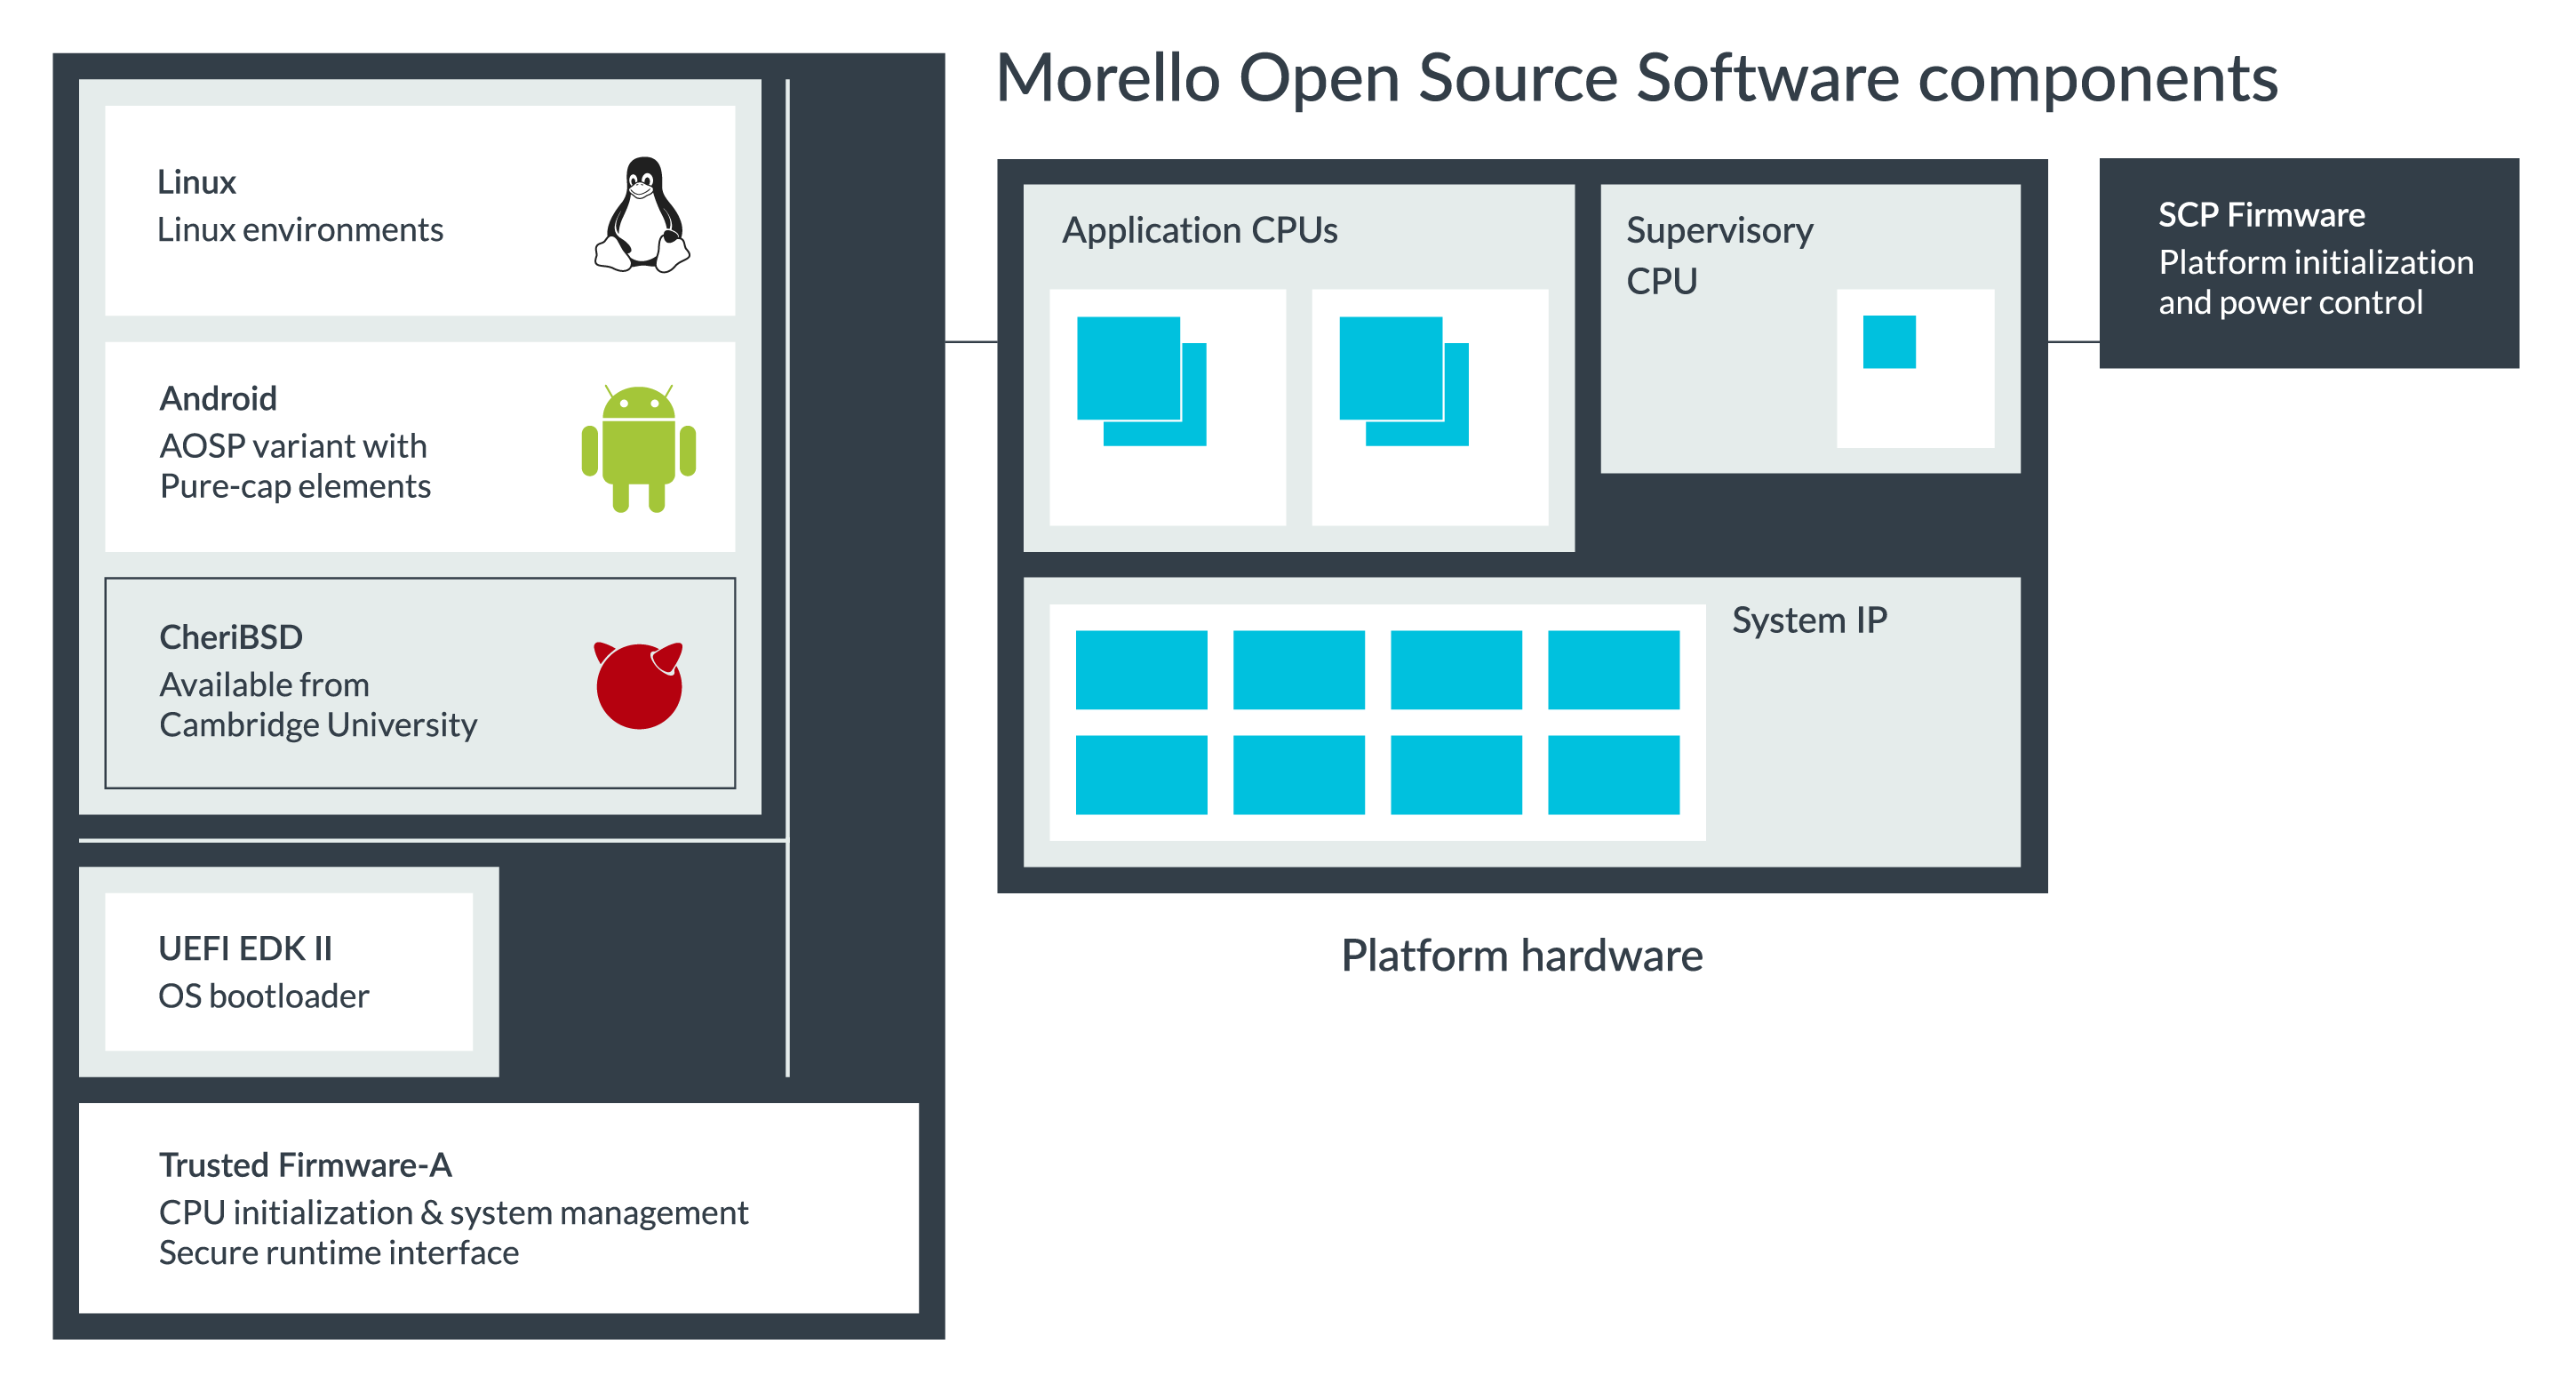 Morello Open Source Software components
Linux
Linux environments
Android
AOSP variant with
Pure-cap elements
CheriBSD
Available from
Cambridge University
UEFI EDK II
OS bootloader
Trusted Firmware-A
CPU initialization & system management
Secure runtime interface
Application CPUs
Supervisory
CPU
System IP
Platform hardware
SCP Firmware
Platform initialization
and power control